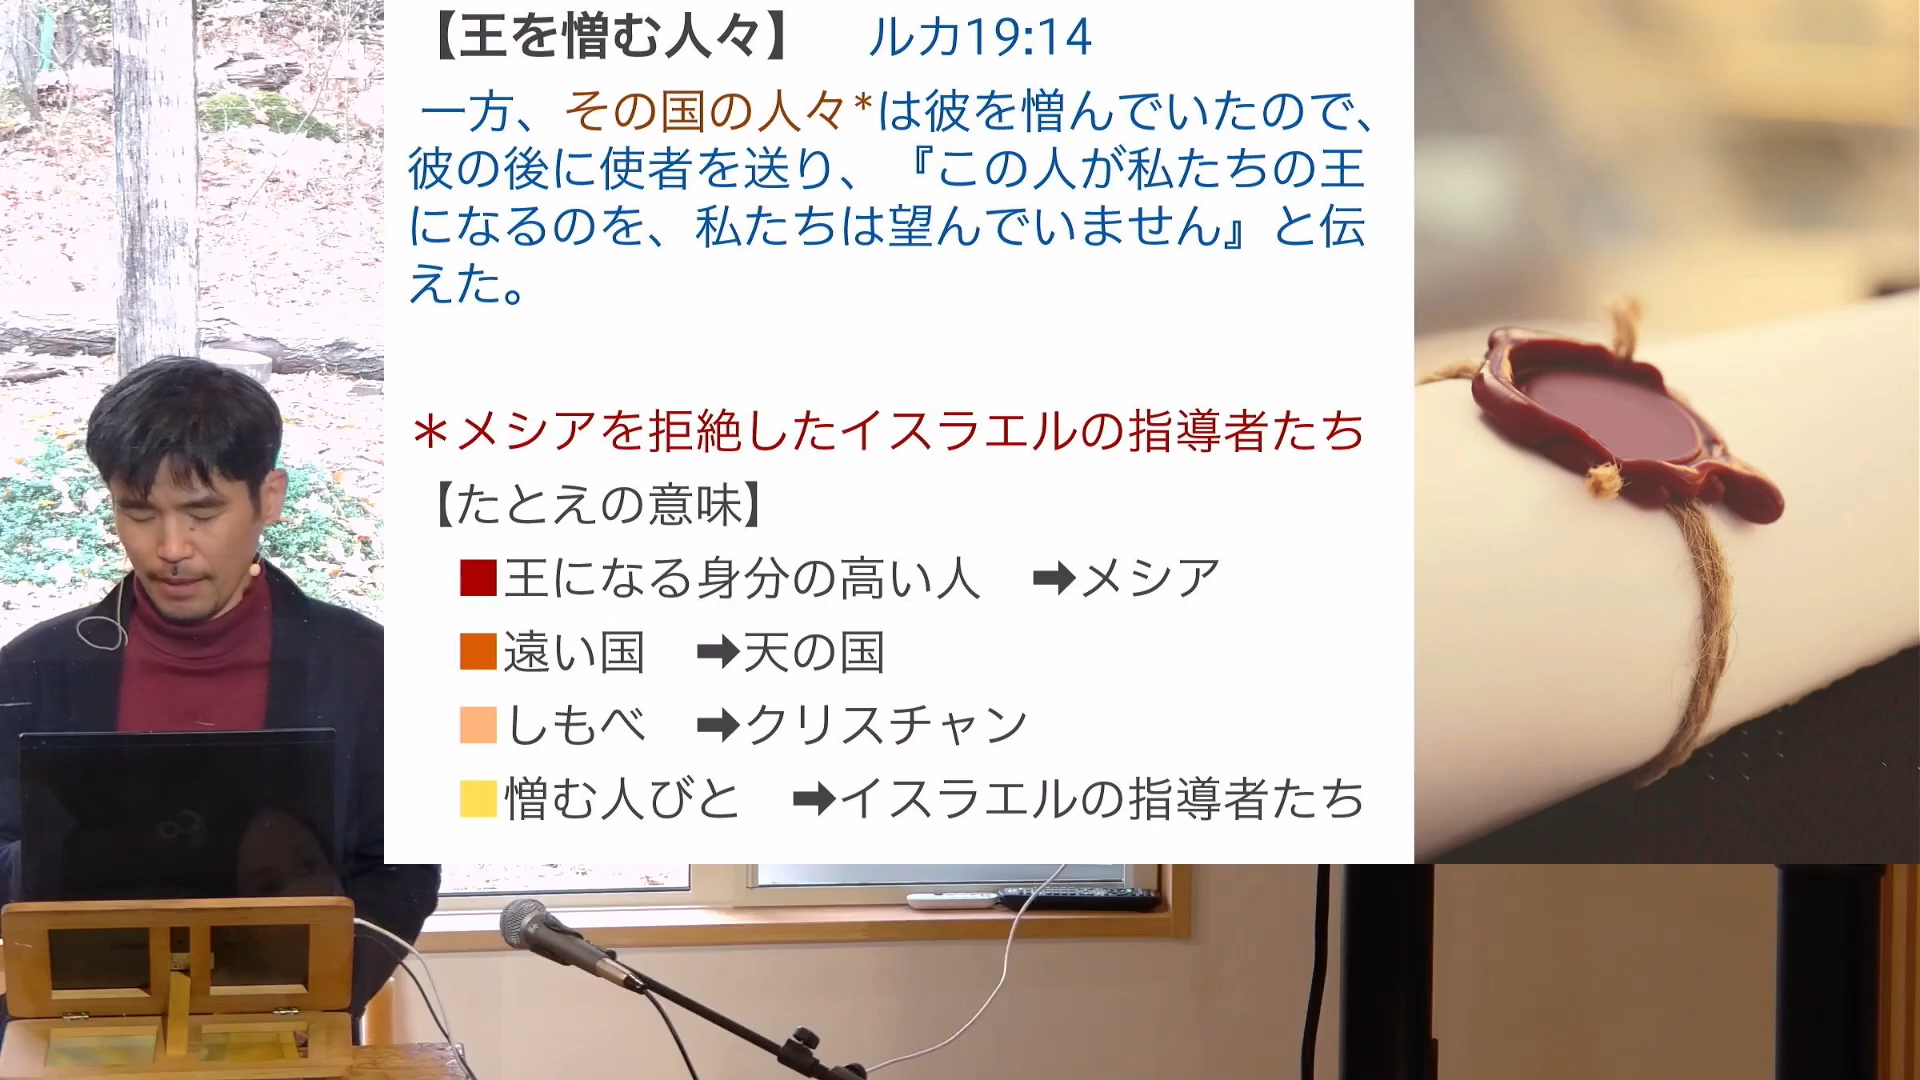 【王を憎む人々】　ルカ19:14
一方、その国の人々*は彼を憎んでいたので、
彼の後に使者を送り、『この人が私たちの王
になるのを、私たちは望んでいません』と伝
えた。
＊メシアを拒絶したイスラエルの指導者たち
【たとえの意味】
■王になる身分の高い人　➡メシア
■遠い国　➡天の国
■しもべ　➡クリスチャン
■憎む人びと　➡イスラエルの指導者たち